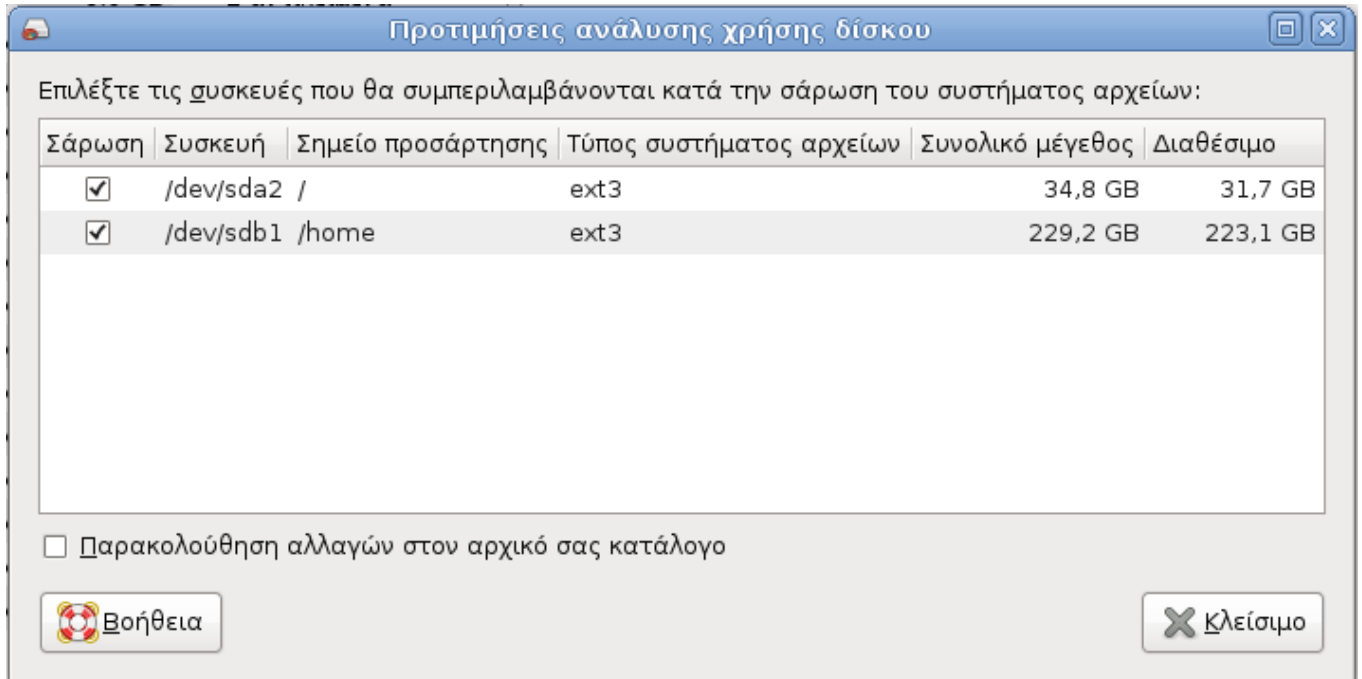 Προτιμήσεις ανάλυσης χρήσης δίσκου
Επιλέξτε τις συσκευές που θα συμπεριλαμβάνονται κατά την σάρωση του συστήματος αρχείων:
Σάρωση Συσκευή Σημείο προσάρτησης Τύπος συστήματος αρχείων Συνολικό μέγεθος Διαθέσιμο
/dev/sda2 / ext3 34,8 GB 31,7 GB
/dev/sdb1 /home ext3 229,2 GB 223,1 GB
Παρακολούθηση αλλαγών στον αρχικό σας κατάλογο
Βοήθεια Κλείσιμο